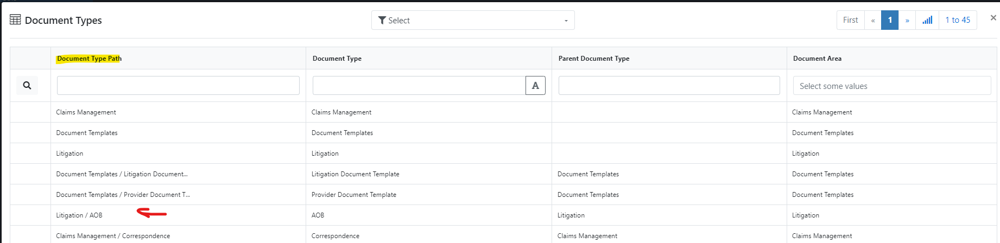 Document Types
Select
First « 1 » 1 to 45 ×
Document Type Path Document Type Parent Document Type Document Area
A Select some values
Claims Management Claims Management Claims Management
Document Templates Document Templates Document Templates
Litigation Litigation Litigation
Document Templates / Litigation Document... Litigation Document Template Document Templates Document Templates
Document Templates / Provider Document T... Provider Document Template Document Templates Document Templates
Litigation / AOB AOB Litigation Litigation
Claims Management / Correspondence Correspondence Claims Management Claims Management